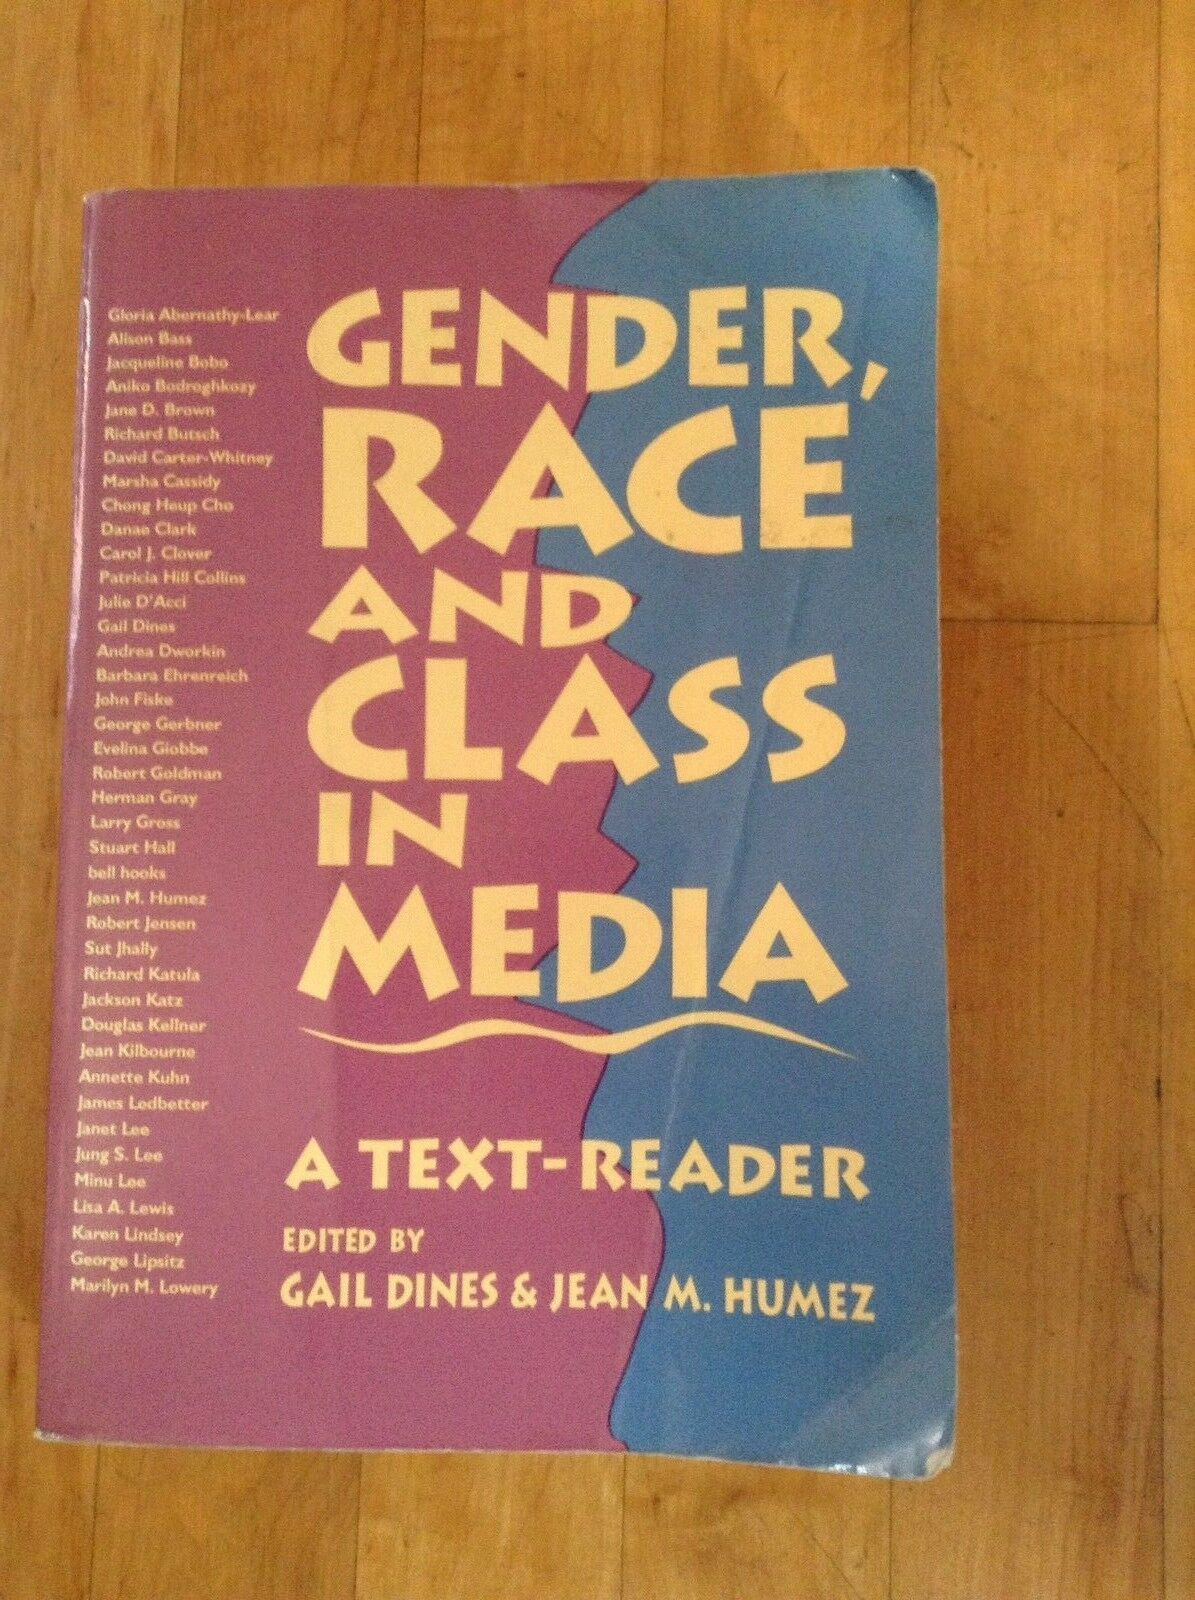 Gloria Abernathy-Lear
Alison Bass
Jacqueline Bobo
Aniko Bodroghkozy
Jane D. Brown
Richard Butsch
David Carter-Whitney
Marsha Cassidy
Chong Heup Cho
Danae Clark
Carol J. Clover
Patricia Hill Collins
Julie D'Acci
Gail Dines
Andrea Dworkin
Barbara Ehrenreich
John Fiske
George Gerbner
Evelina Giobbe
Robert Goldman
Herman Gray
Larry Gross
Stuart Hall
bell hooks
Jean M. Humez
Robert Jensen
Sut Jhally
Richard Katula
Jackson Katz
Douglas Kellner
Jean Kilbourne
Annette Kuhn
James Ledbetter
Janet Lee
Jung S. Lee
Minu Lee
Lisa A. Lewis
Karen Lindsey
George Lipsitz
Marilyn M. Lowery
GENDER,
RACE
AND
CLASS
IN
MEDIA
A TEXT-READER
EDITED BY
GAIL DINES & JEAN M. HUMEZ